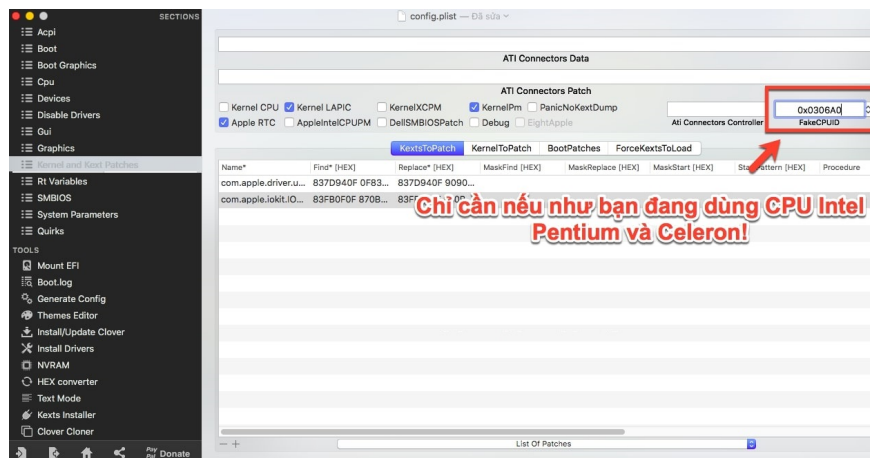 SECTIONS
config.plist — Đã sửa
Acpi
Boot
Boot Graphics
Cpu
Devices
Disable Drivers
Gui
Graphics
Kernel and Kext Patches
Rt Variables
SMBIOS
System Parameters
Quirks
TOOLS
Mount EFI
Boot.log
Generate Config
Themes Editor
Install/Update Clover
Install Drivers
NVRAM
HEX converter
Text Mode
Kexts Installer
Clover Cloner
Pay Pal Donate
ATI Connectors Data
ATI Connectors Patch
Kernel CPU Kernel LAPIC KernelXCPM KernelPm PanicNoKextDump
Apple RTC AppleIntelCPUPM DellSMBIOSPatch Debug EightApple
Ati Connectors Controller
0x0306A0
FakeCPUID
KextsToPatch KernelToPatch BootPatches ForceKextsToLoad
Name* Find* [HEX] Replace* [HEX] MaskFind [HEX] MaskReplace [HEX] MaskStart [HEX] [HEX] Procedure
com.apple.driver.u... 837D940F 0F83... 837D940F 9090...
com.apple.iokit.IO... 83FB0F0F 870B...
Chỉ cần nếu như bạn đang dùng CPU Intel
Pentium và Celeron!
List Of Patches